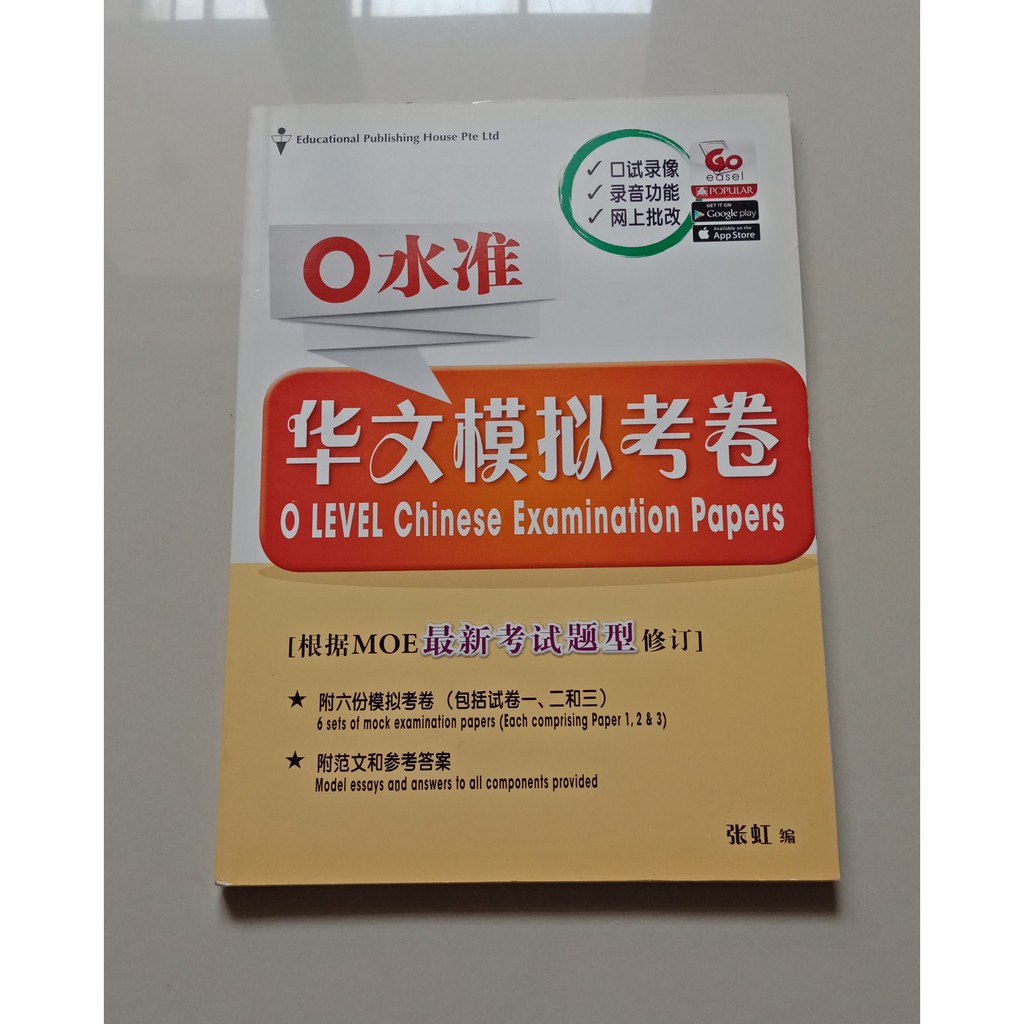 Educational Publishing House Pte Ltd
✓ 口试录像
✓ 录音功能
✓ 网上批改
Go
easel
POPULAR
GET IT ON
Google play
Available on the
App Store
O水准
华文模拟考卷
O LEVEL Chinese Examination Papers
[根据MOE最新考试题型修订]
★ 附六份模拟考卷（包括试卷一、二和三）
6 sets of mock examination papers (Each comprising Paper 1, 2 & 3)
★ 附范文和参考答案
Model essays and answers to all components provided
张虹 编